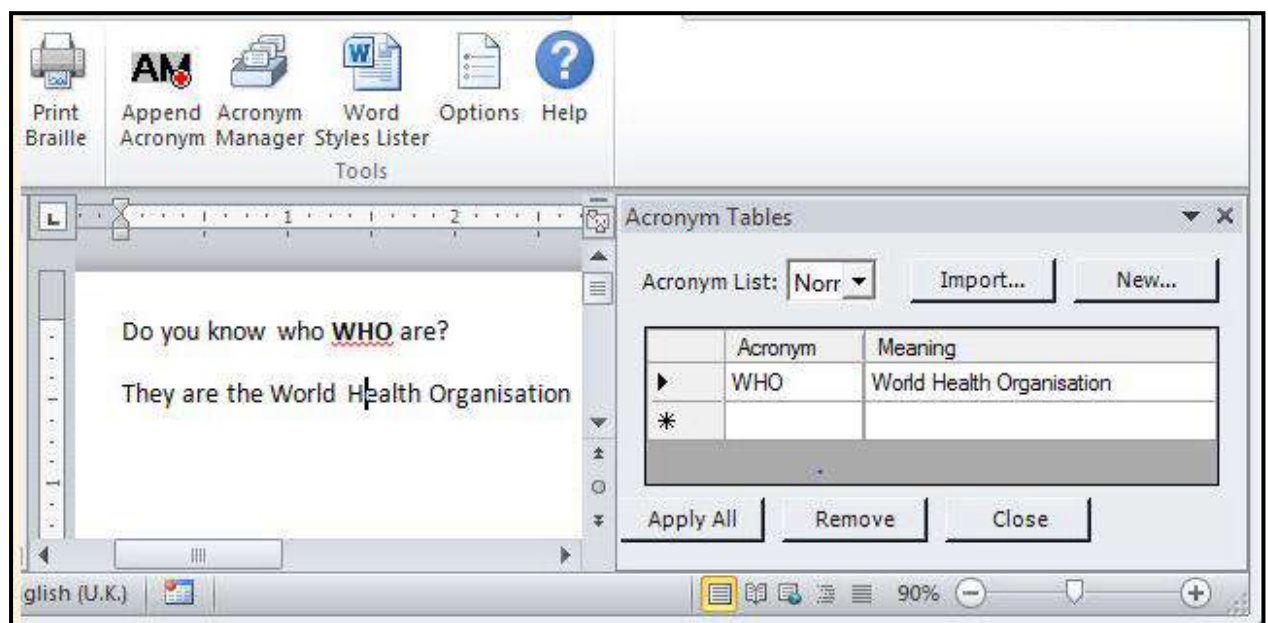 AM
W
?
Print Braille
Append Acronym
Acronym Manager
Word Styles Lister
Options
Help
Tools
L
1
2
Acronym Tables
Acronym List: Norr
Import...
New...
Do you know who WHO are?
They are the World Health Organisation
Acronym Meaning
WHO World Health Organisation
*
1
Apply All
Remove
Close
glish (U.K.)
90%